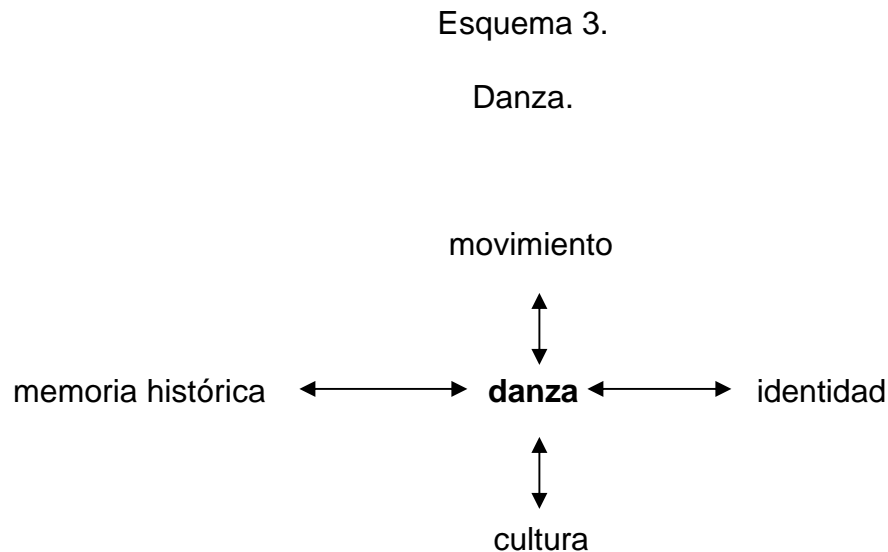 Esquema 3.
Danza.
movimiento
memoria histórica danza identidad
cultura